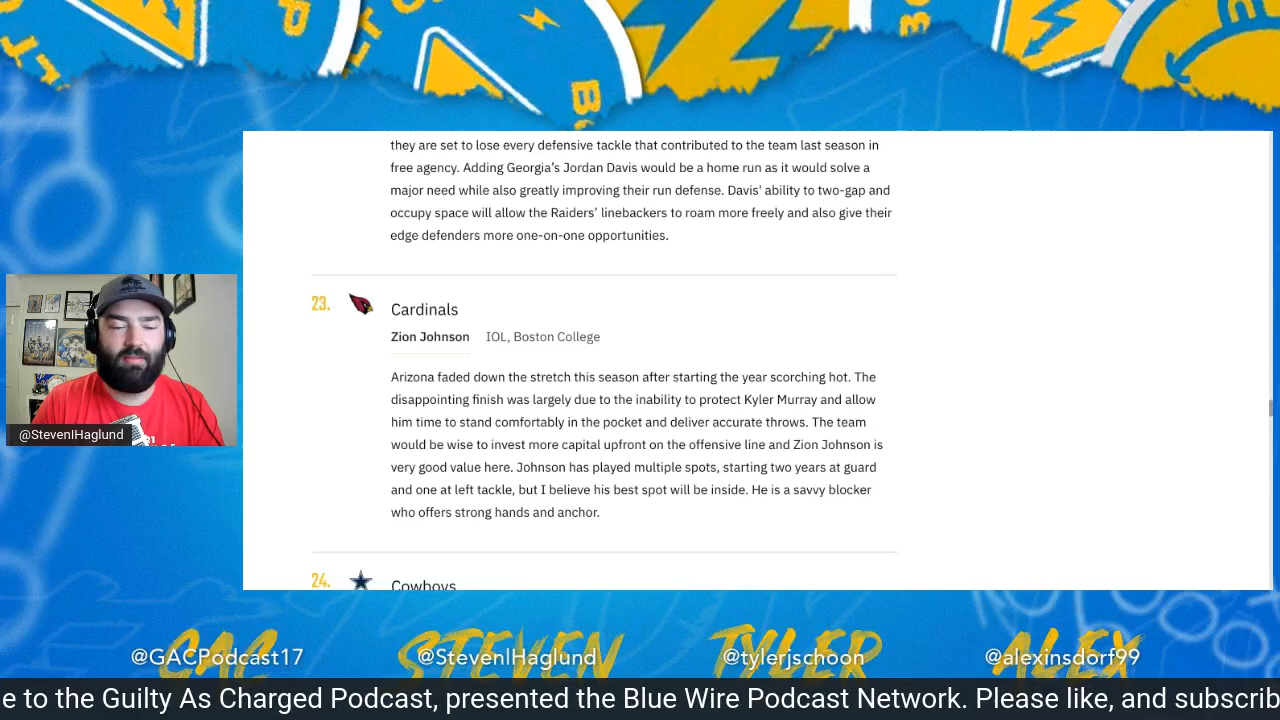 they are set to lose every defensive tackle that contributed to the team last season in
free agency. Adding Georgia's Jordan Davis would be a home run as it would solve a
major need while also greatly improving their run defense. Davis' ability to two-gap and
occupy space will allow the Raiders' linebackers to roam more freely and also give their
edge defenders more one-on-one opportunities.
23.
Cardinals
Zion Johnson IOL, Boston College
Arizona faded down the stretch this season after starting the year scorching hot. The
disappointing finish was largely due to the inability to protect Kyler Murray and allow
him time to stand comfortably in the pocket and deliver accurate throws. The team
would be wise to invest more capital upfront on the offensive line and Zion Johnson is
very good value here. Johnson has played multiple spots, starting two years at guard
and one at left tackle, but I believe his best spot will be inside. He is a savvy blocker
who offers strong hands and anchor.
24.
Cowboys
@StevenIHaglund
GAC STEVEN TYLER ALEX
@GACPodcast17 @StevenIHaglund @tylerjschoon @alexinsdorf99
e to the Guilty As Charged Podcast, presented the Blue Wire Podcast Network. Please like, and subscrib